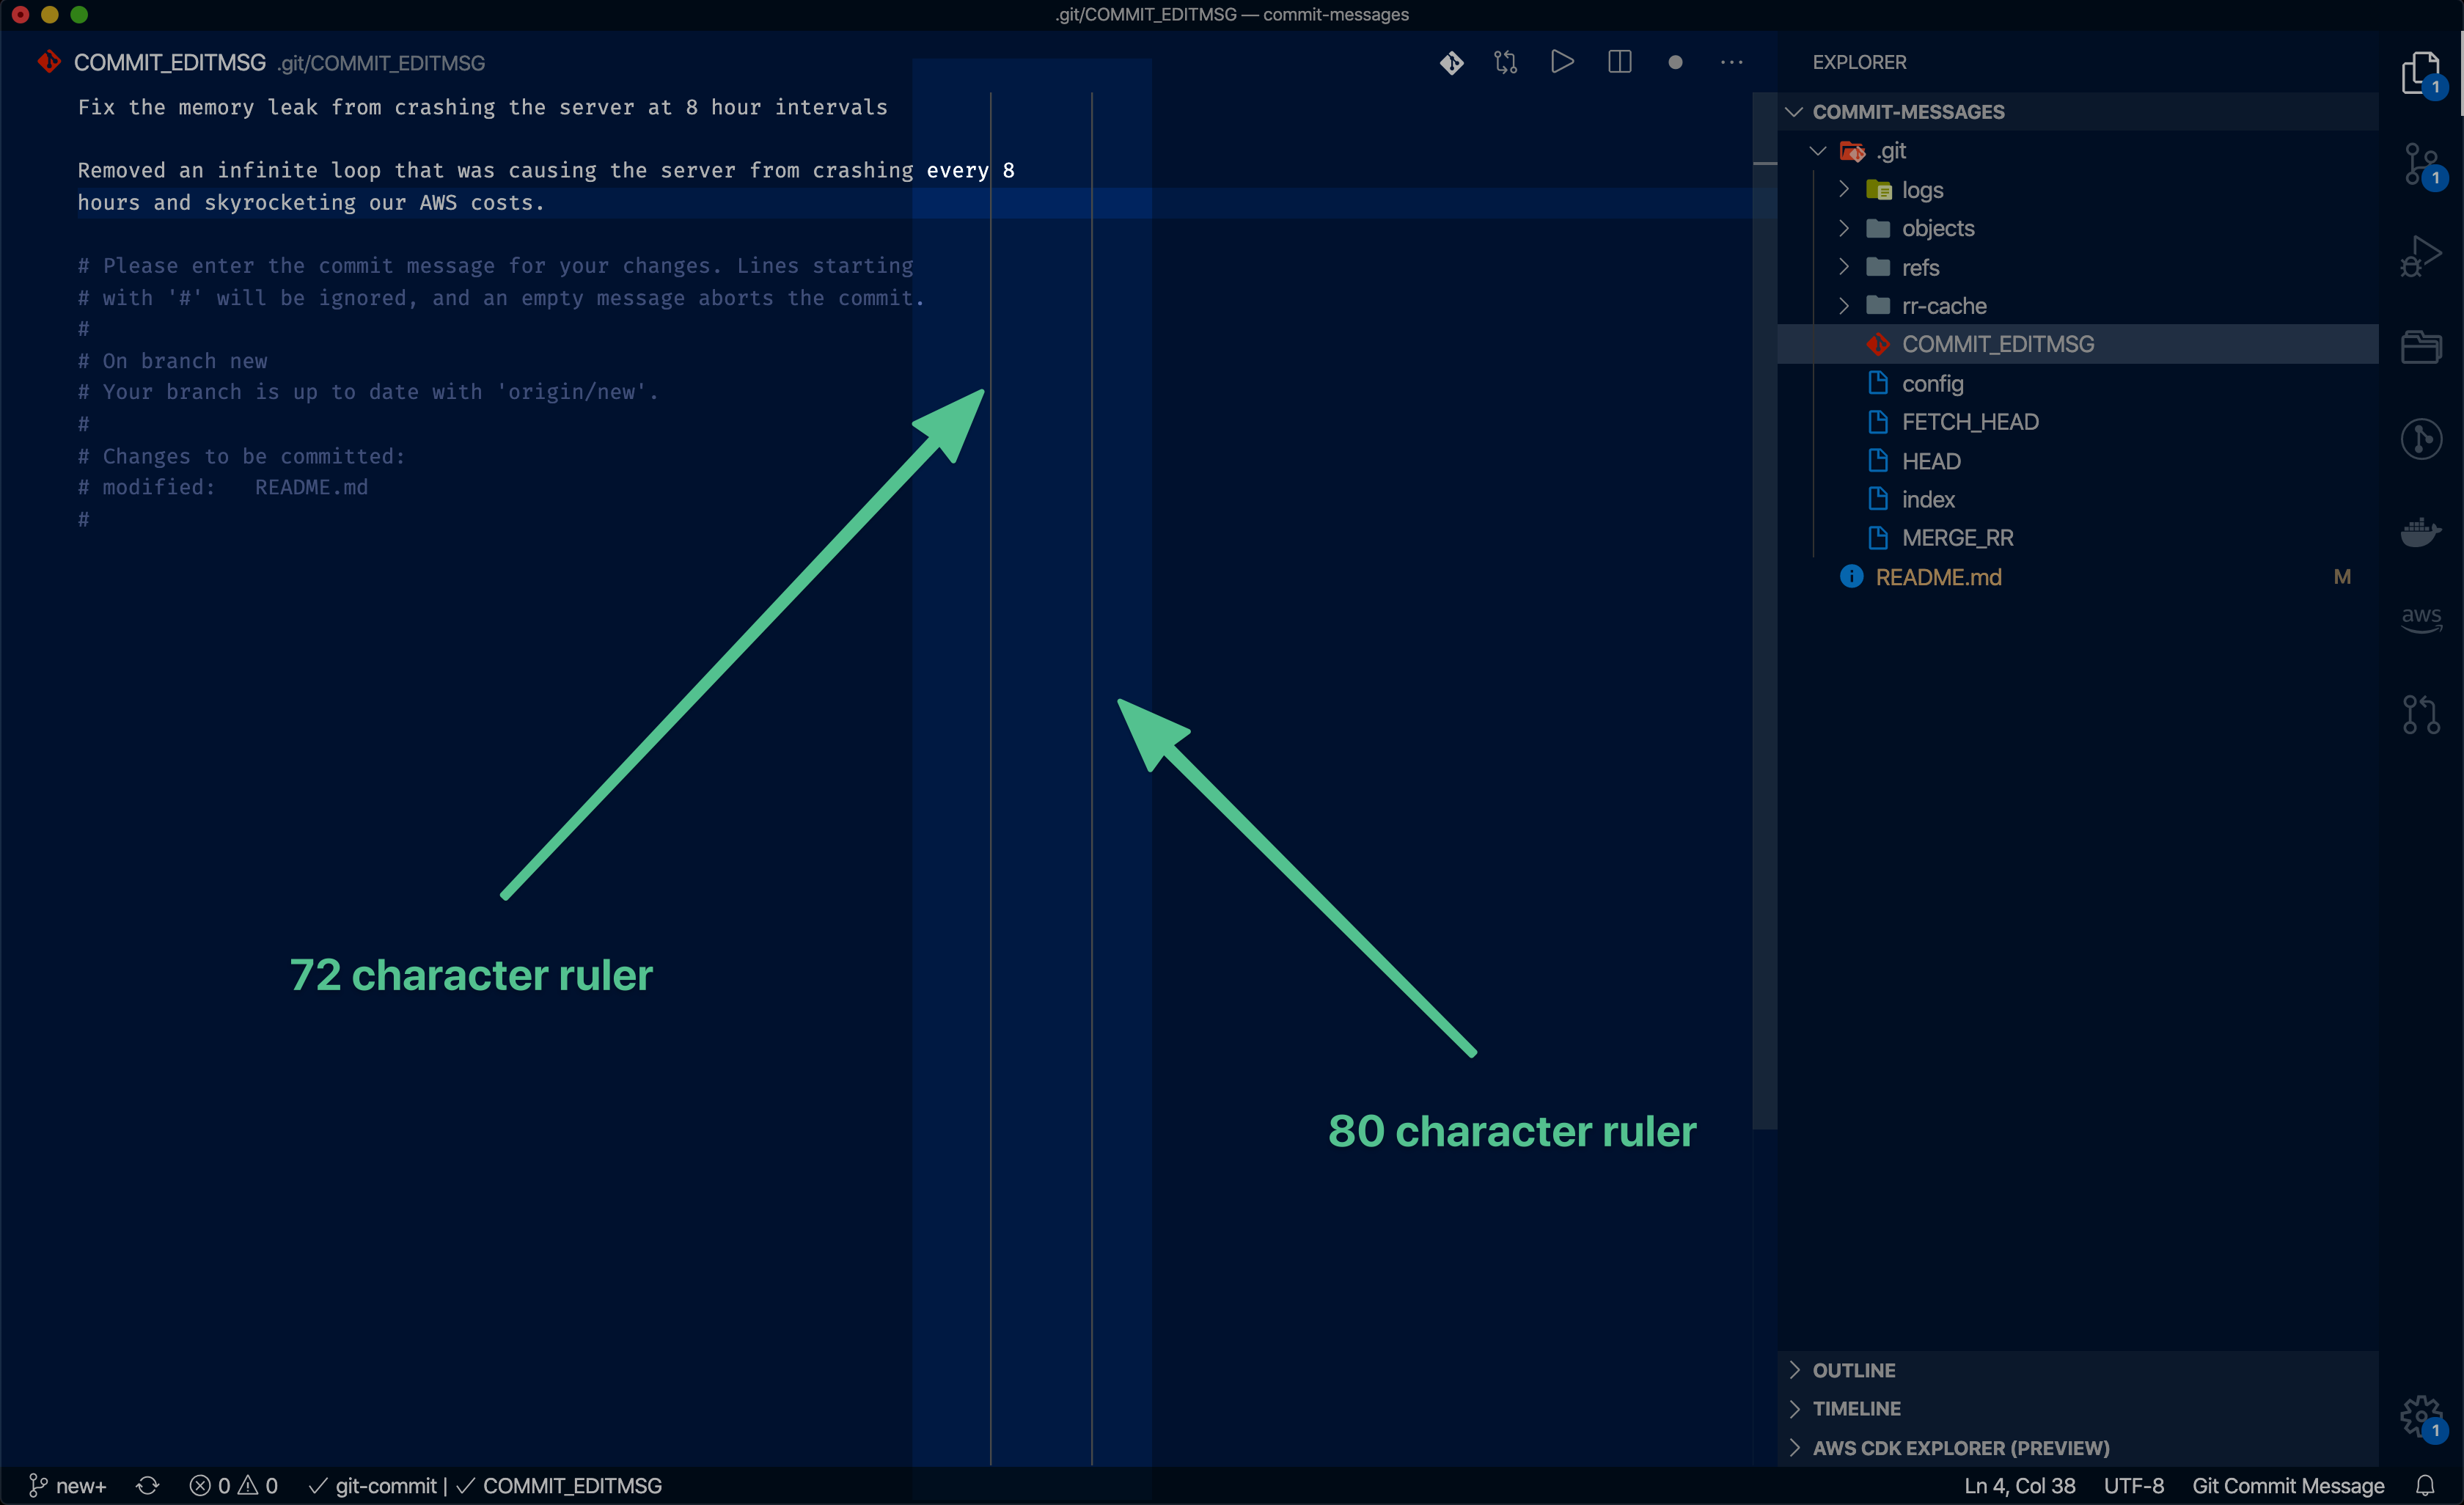 .git/COMMIT_EDITMSG — commit-messages
COMMIT_EDITMSG .git/COMMIT_EDITMSG
Fix the memory leak from crashing the server at 8 hour intervals
Removed an infinite loop that was causing the server from crashing every 8
hours and skyrocketing our AWS costs.
# Please enter the commit message for your changes. Lines starting
# with '#' will be ignored, and an empty message aborts the commit.
#
# On branch new
# Your branch is up to date with 'origin/new'.
#
# Changes to be committed:
# modified:   README.md
#
72 character ruler
80 character ruler
EXPLORER
COMMIT-MESSAGES
.git
logs
objects
refs
rr-cache
COMMIT_EDITMSG
config
FETCH_HEAD
HEAD
index
MERGE_RR
README.md M
OUTLINE
TIMELINE
AWS CDK EXPLORER (PREVIEW)
1
1
aws
1
new+ 0 0 git-commit | COMMIT_EDITMSG
Ln 4, Col 38 UTF-8 Git Commit Message